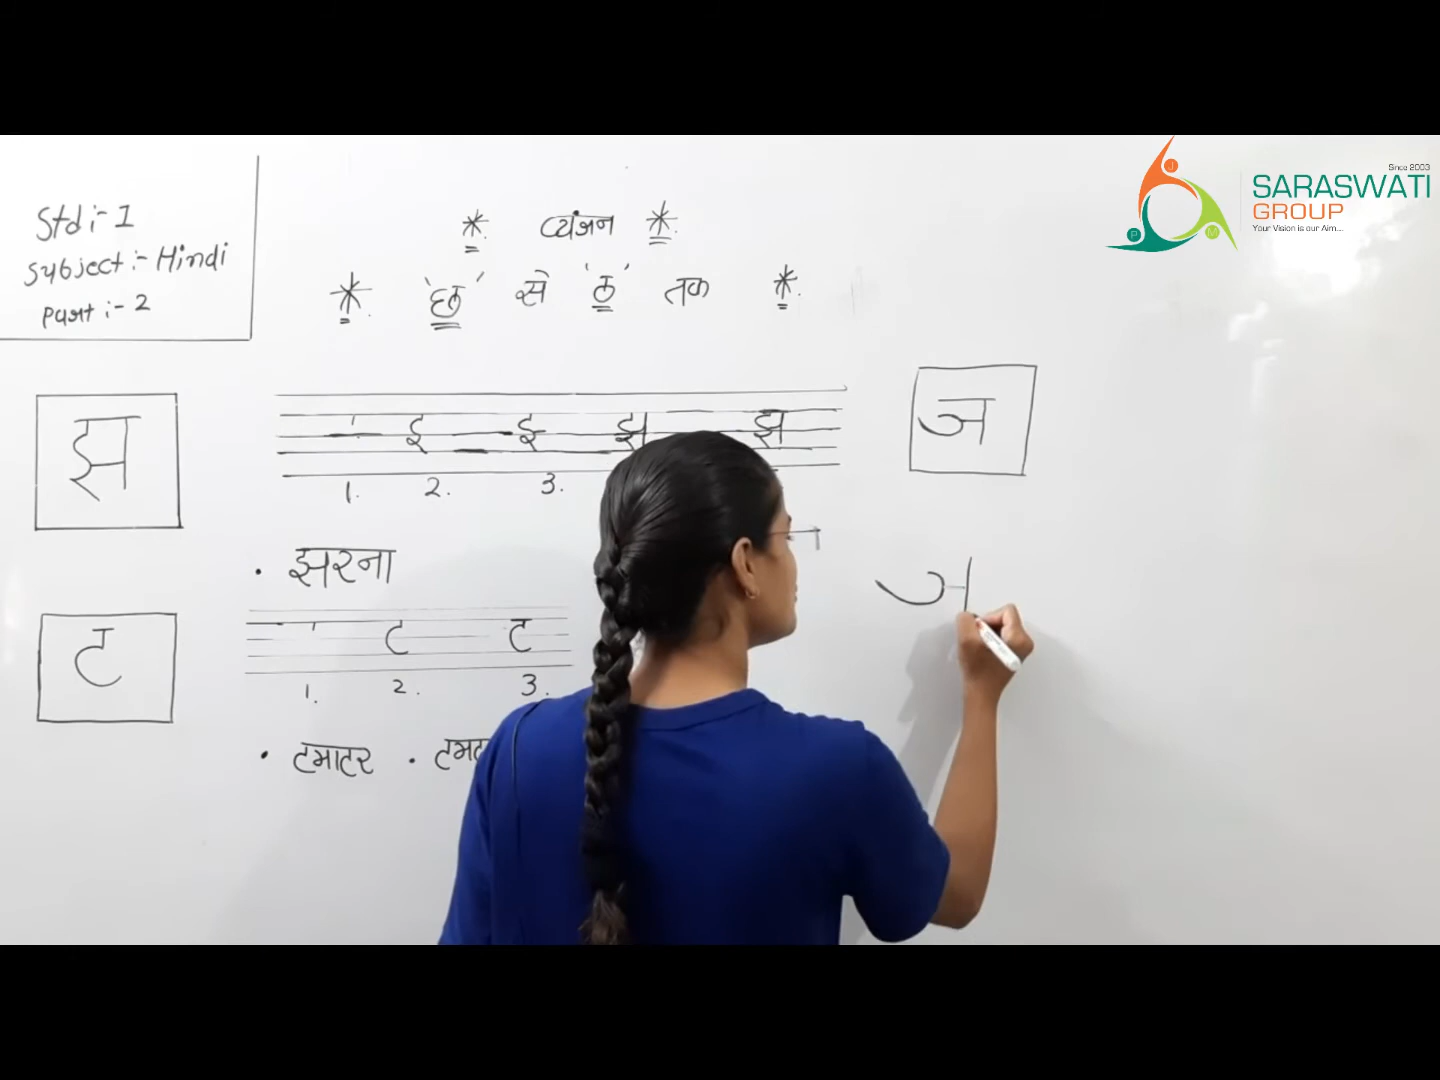 Std :- 1
Subject :- Hindi
Part :- 2
* व्यंजन *
* 'छ' से 'ठ' तक *
Since 2003
SARASWATI
GROUP
Your Vision is our Aim...
झ
इ इ झ झ
1. 2. 3.
ज
• झरना
ज
ट
ट ट
1. 2. 3.
• टमाटर •